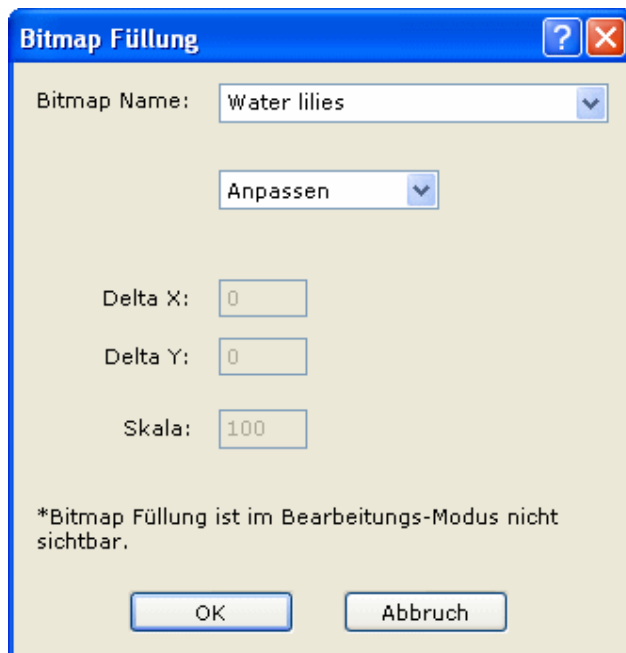 Bitmap Füllung
Bitmap Name: Water lilies
Anpassen
Delta X: 0
Delta Y: 0
Skala: 100
*Bitmap Füllung ist im Bearbeitungs-Modus nicht
sichtbar.
OK Abbruch